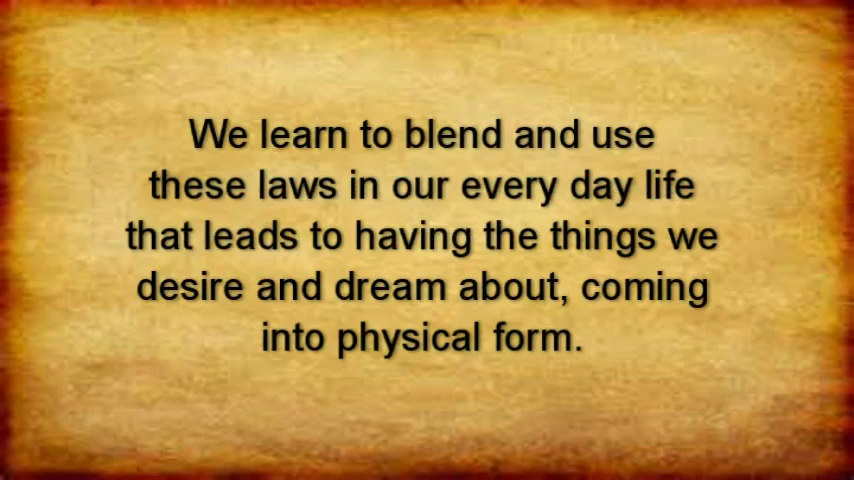 We learn to blend and use
these laws in our every day life
that leads to having the things we
desire and dream about, coming
into physical form.